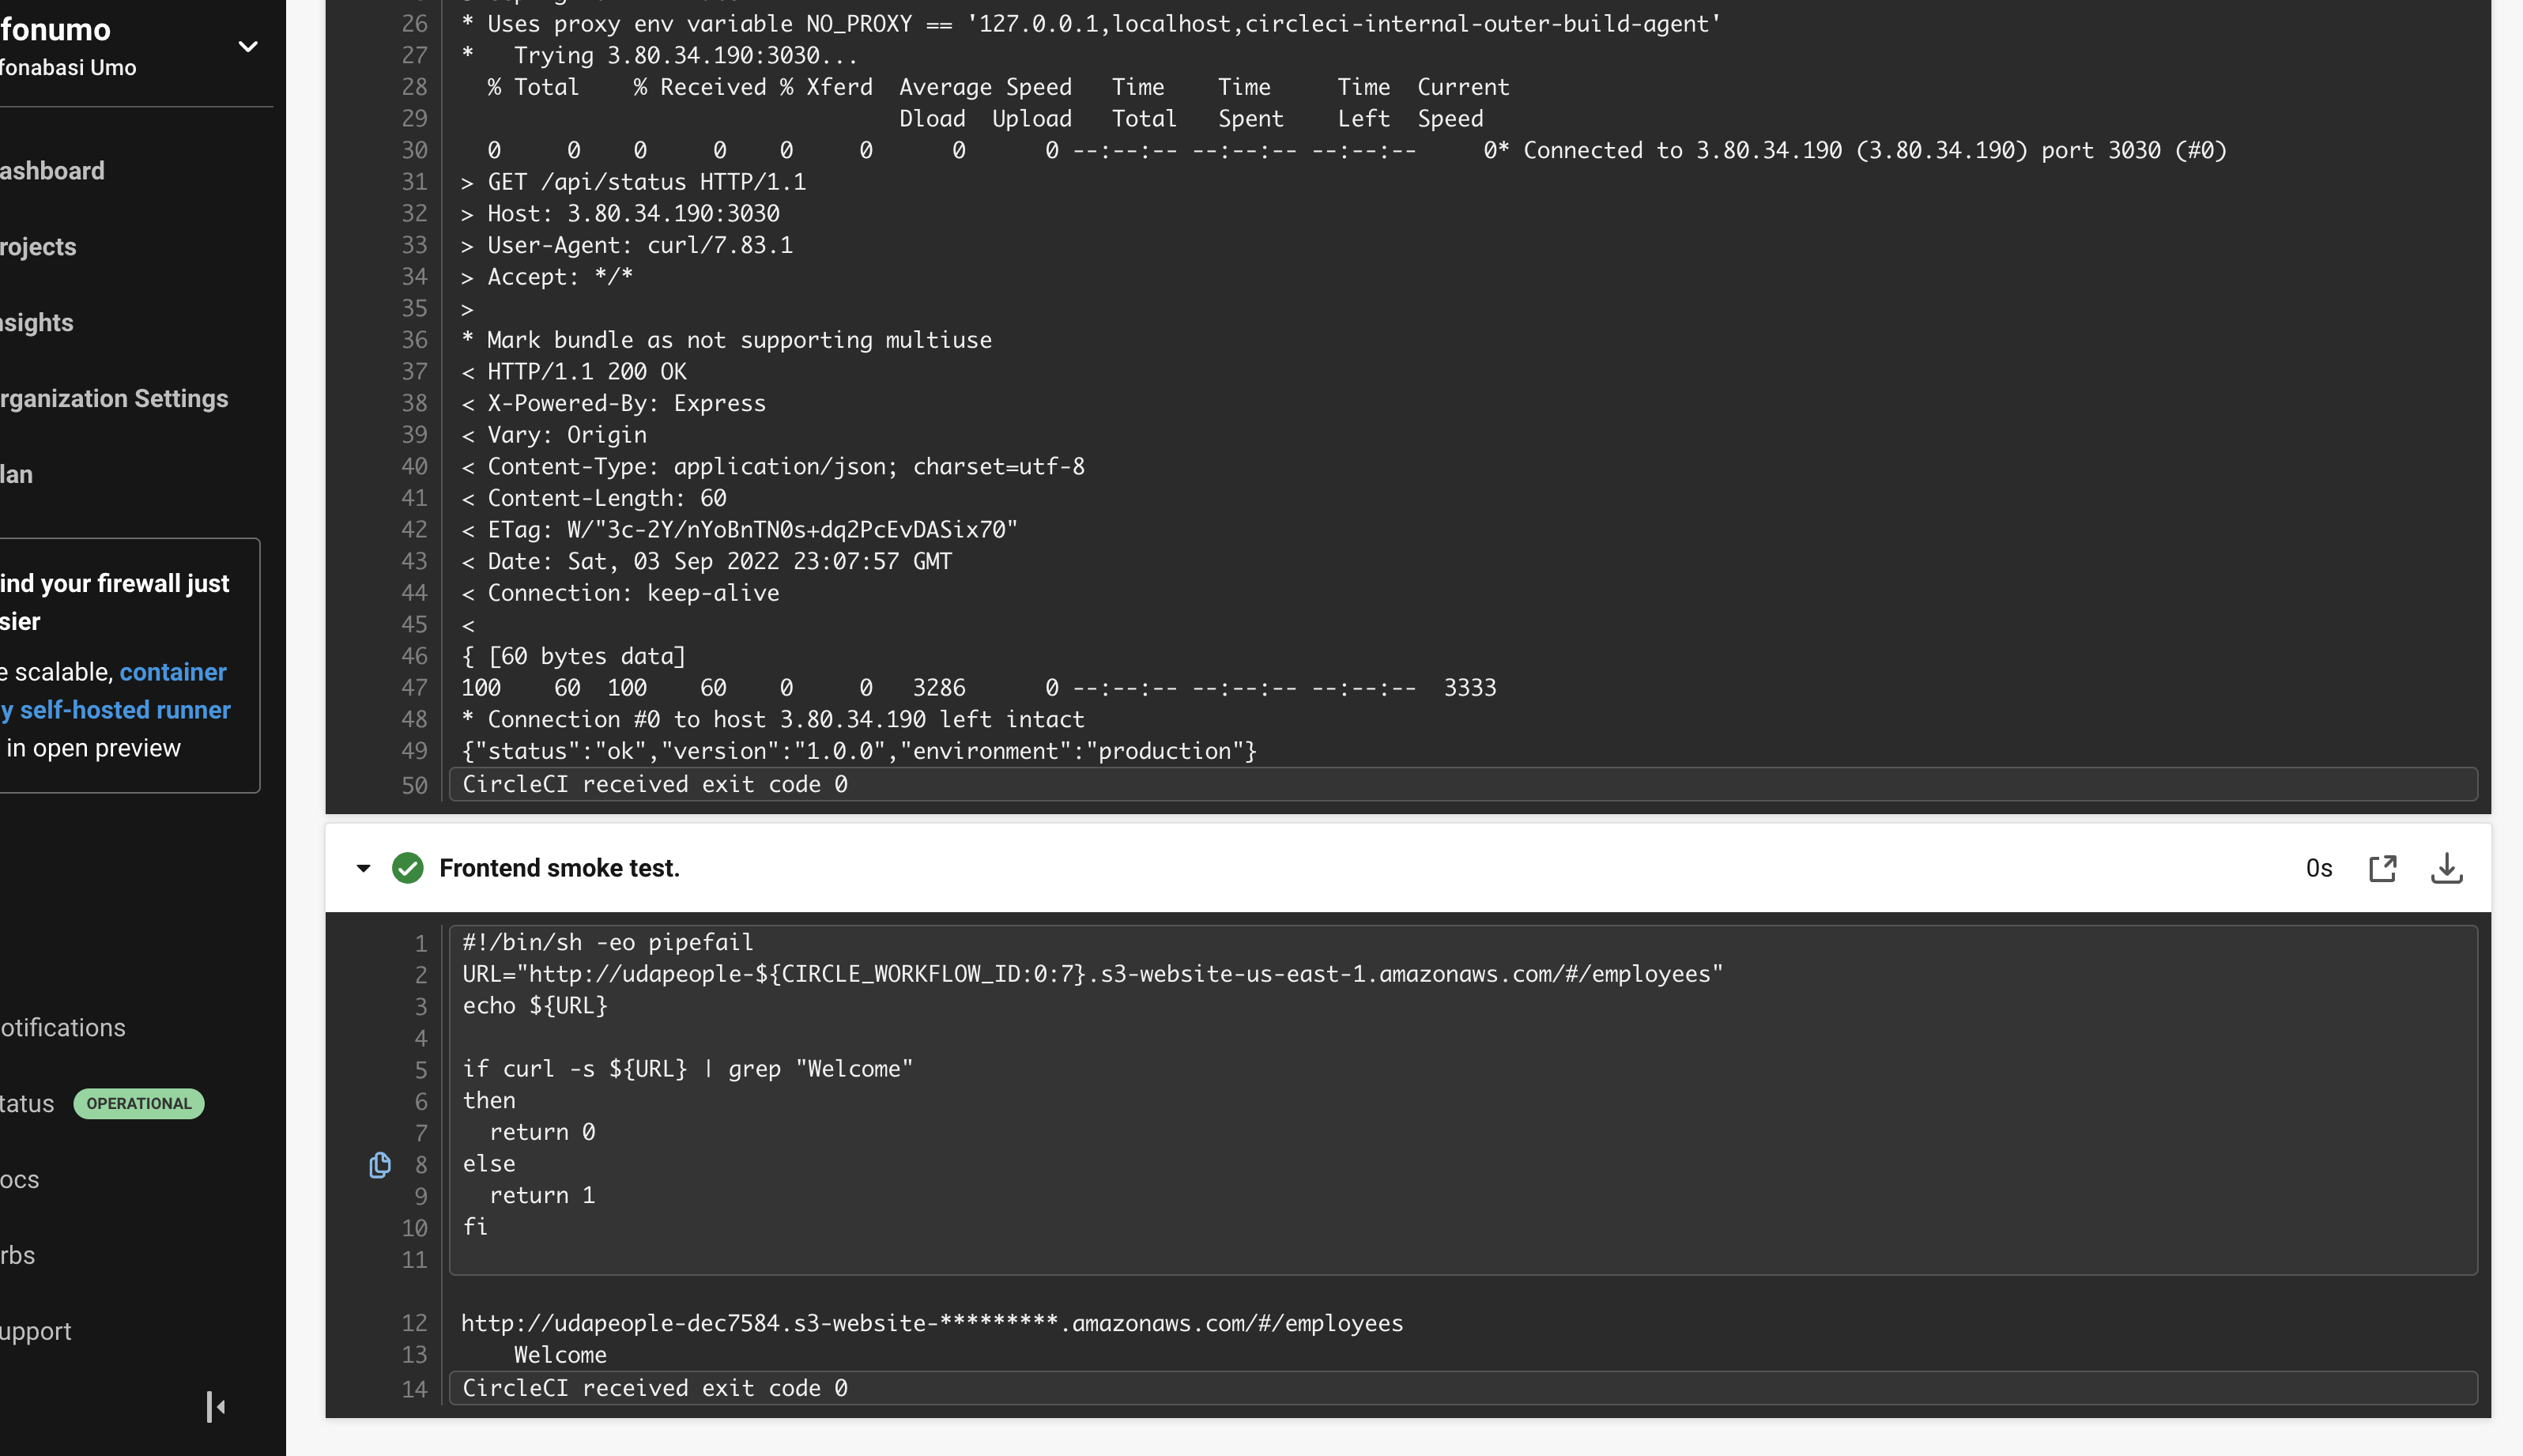 fonumo
fonabasi Umo
ashboard
rojects
nsights
rganization Settings
lan
ind your firewall just
sier
e scalable, container
y self-hosted runner
in open preview
otifications
tatus OPERATIONAL
ocs
rbs
upport
26 * Uses proxy env variable NO_PROXY == '127.0.0.1,localhost,circleci-internal-outer-build-agent'
27 *   Trying 3.80.34.190:3030...
28   % Total    % Received % Xferd  Average Speed   Time    Time     Time  Current
29                                  Dload  Upload   Total   Spent    Left  Speed
30   0     0    0     0    0     0      0      0 --:--:-- --:--:-- --:--:--     0* Connected to 3.80.34.190 (3.80.34.190) port 3030 (#0)
31 > GET /api/status HTTP/1.1
32 > Host: 3.80.34.190:3030
33 > User-Agent: curl/7.83.1
34 > Accept: */*
35 >
36 * Mark bundle as not supporting multiuse
37 < HTTP/1.1 200 OK
38 < X-Powered-By: Express
39 < Vary: Origin
40 < Content-Type: application/json; charset=utf-8
41 < Content-Length: 60
42 < ETag: W/"3c-2Y/nYoBnTN0s+dq2PcEvDASix70"
43 < Date: Sat, 03 Sep 2022 23:07:57 GMT
44 < Connection: keep-alive
45 <
46 { [60 bytes data]
47 100    60  100    60    0     0   3286      0 --:--:-- --:--:-- --:--:--  3333
48 * Connection #0 to host 3.80.34.190 left intact
49 {"status":"ok","version":"1.0.0","environment":"production"}
50 CircleCI received exit code 0
Frontend smoke test. 0s
1 #!/bin/sh -eo pipefail
2 URL="http://udapeople-${CIRCLE_WORKFLOW_ID:0:7}.s3-website-us-east-1.amazonaws.com/#/employees"
3 echo ${URL}
4
5 if curl -s ${URL} | grep "Welcome"
6 then
7   return 0
8 else
9   return 1
10 fi
11
12 http://udapeople-dec7584.s3-website-*********.amazonaws.com/#/employees
13     Welcome
14 CircleCI received exit code 0